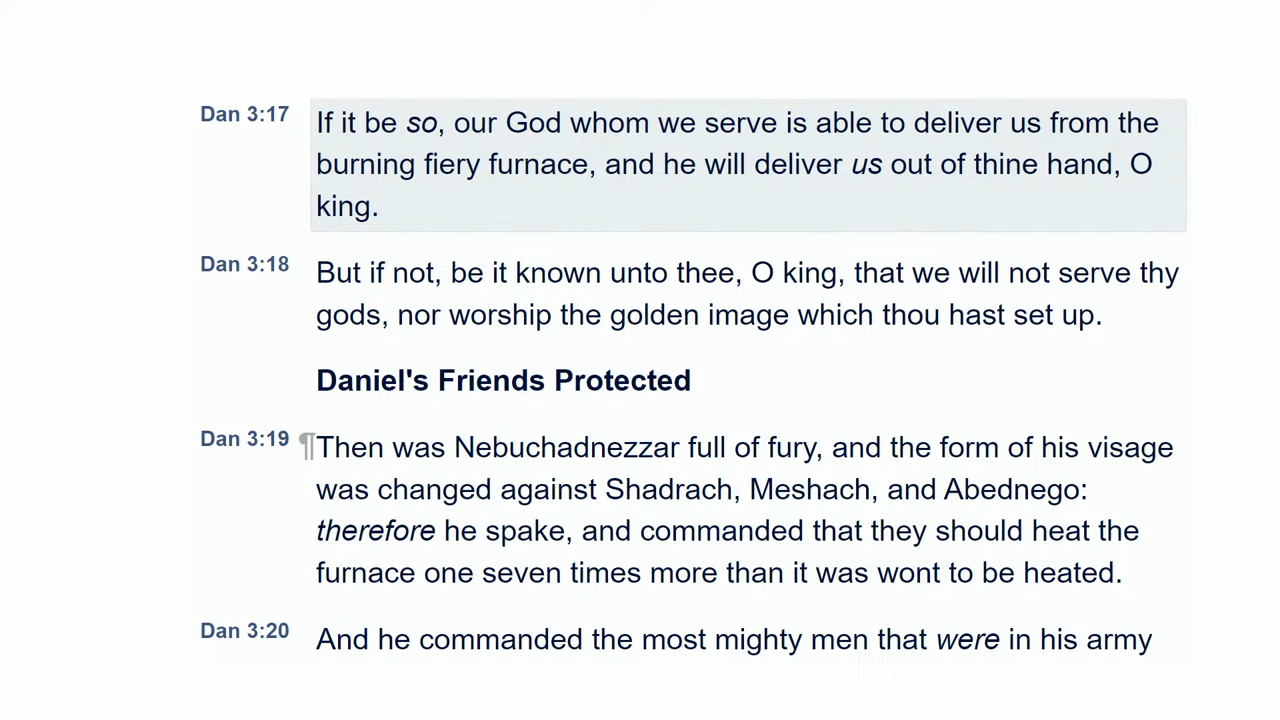 Dan 3:17 If it be so, our God whom we serve is able to deliver us from the
burning fiery furnace, and he will deliver us out of thine hand, O
king.
Dan 3:18 But if not, be it known unto thee, O king, that we will not serve thy
gods, nor worship the golden image which thou hast set up.
Daniel's Friends Protected
Dan 3:19 ¶Then was Nebuchadnezzar full of fury, and the form of his visage
was changed against Shadrach, Meshach, and Abednego:
therefore he spake, and commanded that they should heat the
furnace one seven times more than it was wont to be heated.
Dan 3:20 And he commanded the most mighty men that were in his army